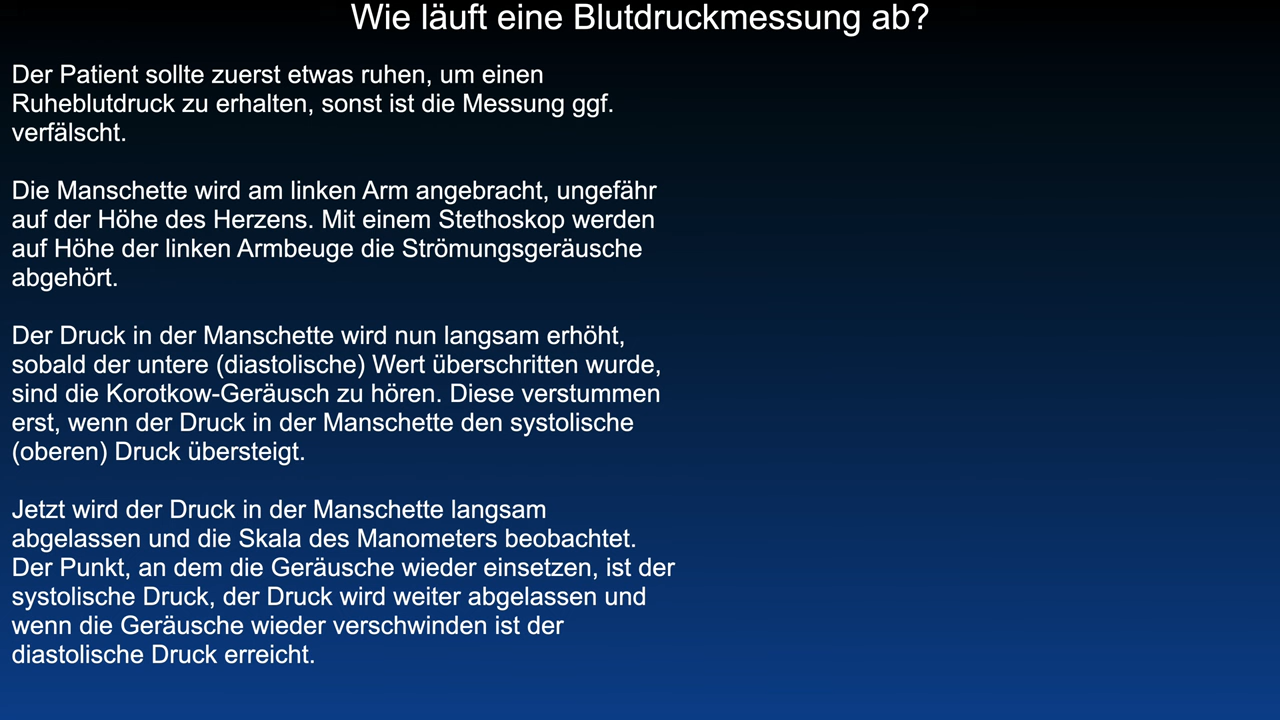 Wie läuft eine Blutdruckmessung ab?
Der Patient sollte zuerst etwas ruhen, um einen
Ruheblutdruck zu erhalten, sonst ist die Messung ggf.
verfälscht.
Die Manschette wird am linken Arm angebracht, ungefähr
auf der Höhe des Herzens. Mit einem Stethoskop werden
auf Höhe der linken Armbeuge die Strömungsgeräusche
abgehört.
Der Druck in der Manschette wird nun langsam erhöht,
sobald der untere (diastolische) Wert überschritten wurde,
sind die Korotkow-Geräusch zu hören. Diese verstummen
erst, wenn der Druck in der Manschette den systolische
(oberen) Druck übersteigt.
Jetzt wird der Druck in der Manschette langsam
abgelassen und die Skala des Manometers beobachtet.
Der Punkt, an dem die Geräusche wieder einsetzen, ist der
systolische Druck, der Druck wird weiter abgelassen und
wenn die Geräusche wieder verschwinden ist der
diastolische Druck erreicht.